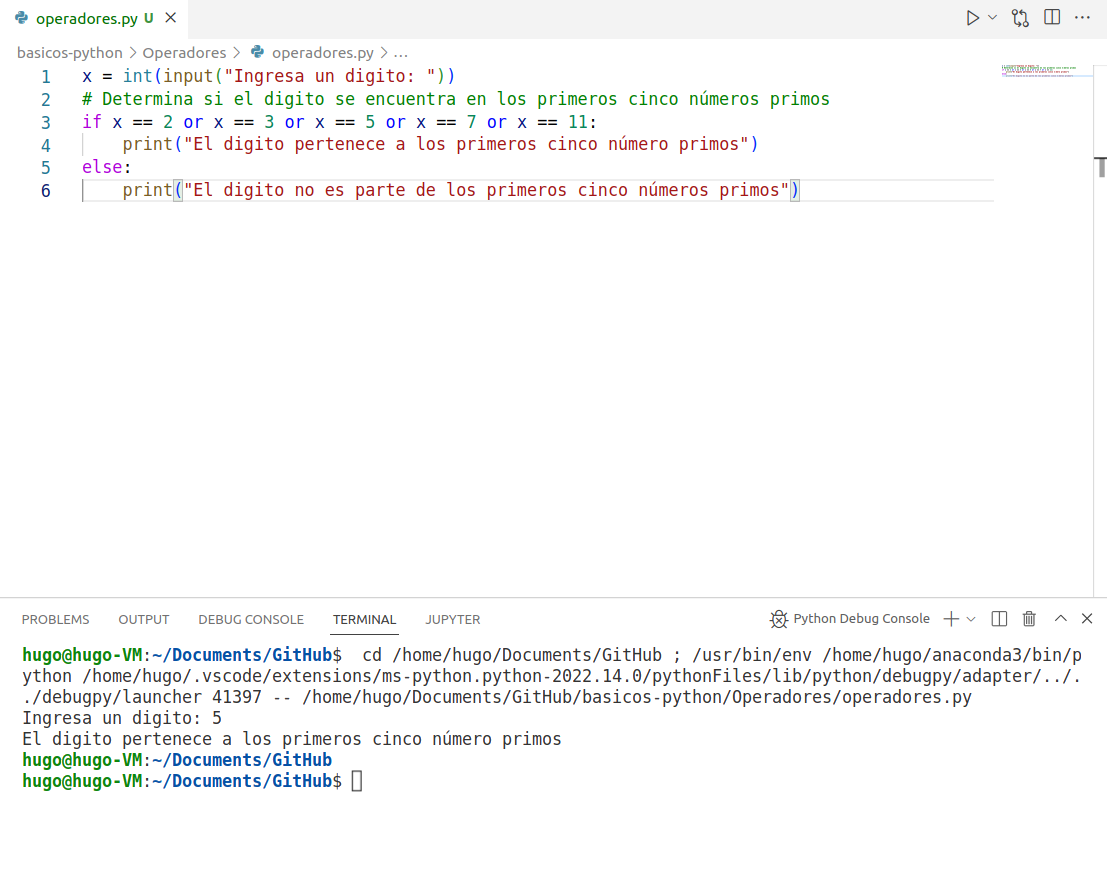 operadores.py U
basicos-python > Operadores > operadores.py > ...
1 x = int(input("Ingresa un digito: "))
2 # Determina si el digito se encuentra en los primeros cinco números primos
3 if x == 2 or x == 3 or x == 5 or x == 7 or x == 11:
4     print("El digito pertenece a los primeros cinco número primos")
5 else:
6     print("El digito no es parte de los primeros cinco números primos")
PROBLEMS OUTPUT DEBUG CONSOLE TERMINAL JUPYTER Python Debug Console
hugo@hugo-VM:~/Documents/GitHub$  cd /home/hugo/Documents/GitHub ; /usr/bin/env /home/hugo/anaconda3/bin/p
ython /home/hugo/.vscode/extensions/ms-python.python-2022.14.0/pythonFiles/lib/python/debugpy/adapter/../.
./debugpy/launcher 41397 -- /home/hugo/Documents/GitHub/basicos-python/Operadores/operadores.py
Ingresa un digito: 5
El digito pertenece a los primeros cinco número primos
hugo@hugo-VM:~/Documents/GitHub
hugo@hugo-VM:~/Documents/GitHub$